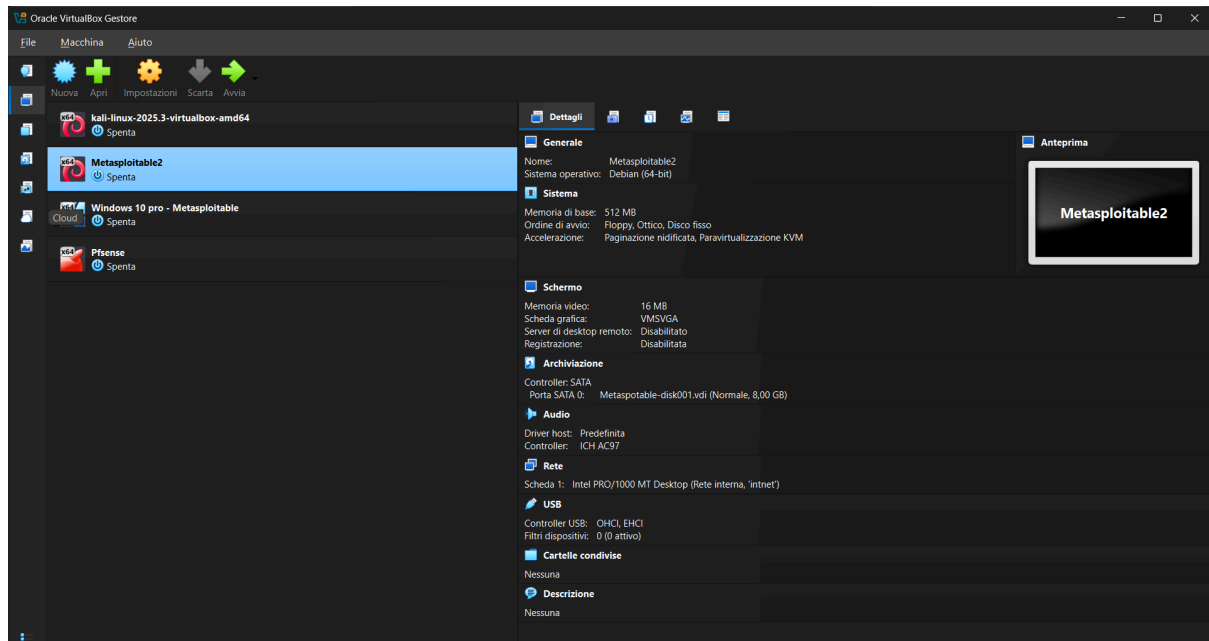 Oracle VirtualBox Gestore
File Macchina Aiuto
Nuova Apri Impostazioni Scarta Avvia
kali-linux-2025.3-virtualbox-amd64
Spenta
Metasploitable2
Spenta
Windows 10 pro - Metasploitable
Spenta
Cloud
Pfsense
Spenta
Dettagli
Generale
Nome: Metasploitable2
Sistema operativo: Debian (64-bit)
Sistema
Memoria di base: 512 MB
Ordine di avvio: Floppy, Ottico, Disco fisso
Accelerazione: Paginazione nidificata, Paravirtualizzazione KVM
Anteprima
Metasploitable2
Schermo
Memoria video: 16 MB
Scheda grafica: VMSVGA
Server di desktop remoto: Disabilitato
Registrazione: Disabilitata
Archiviazione
Controller: SATA
Porta SATA 0: Metaspotable-disk001.vdi (Normale, 8,00 GB)
Audio
Driver host: Predefinita
Controller: ICH AC97
Rete
Scheda 1: Intel PRO/1000 MT Desktop (Rete interna, 'intnet')
USB
Controller USB: OHCI, EHCI
Filtri dispositivi: 0 (0 attivo)
Cartelle condivise
Nessuna
Descrizione
Nessuna